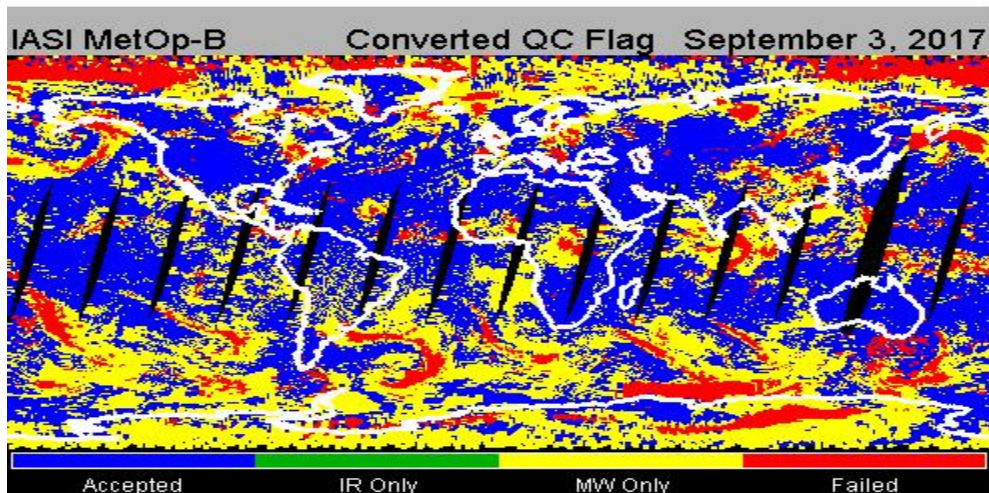 IASI MetOp-B Converted QC Flag September 3, 2017
Accepted IR Only MW Only Failed